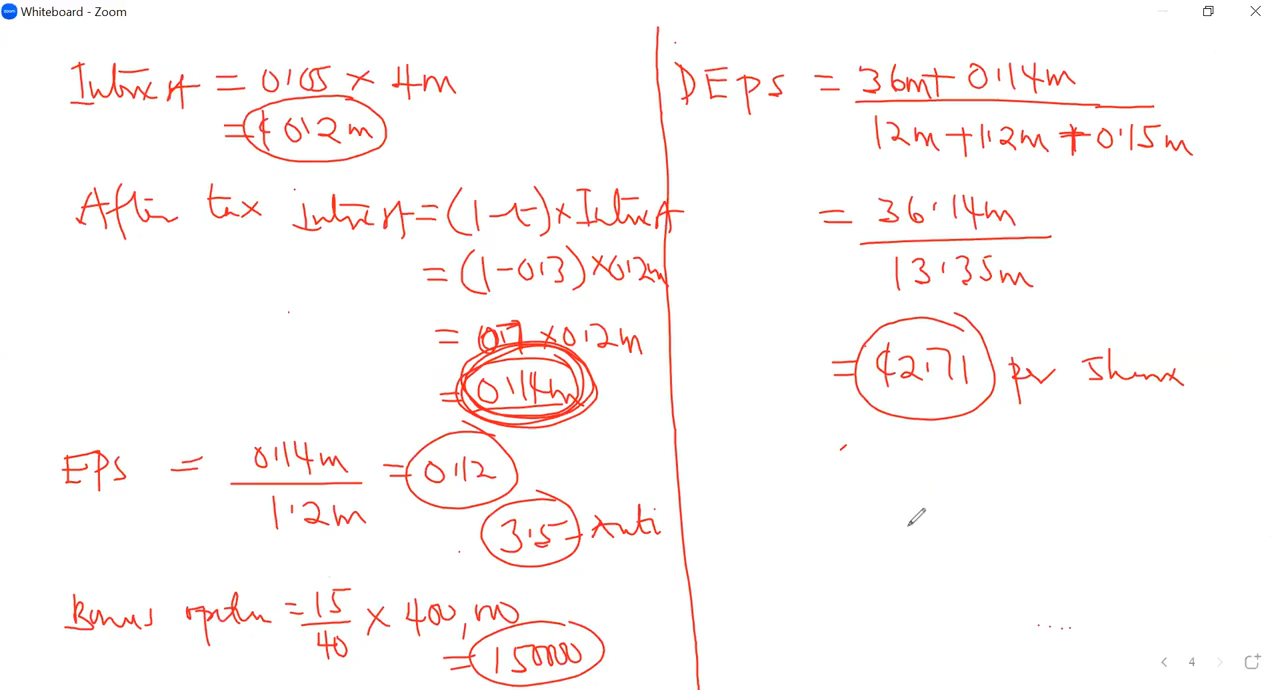 Whiteboard - Zoom
Interest = 0.05 × 4m
= ¢ 0.2m
After tax interest = (1-t) × Interest
= (1-0.3) × 0.2m
= 0.7 × 0.2m
= 0.14m
EPS = 0.14m / 1.2m = 0.12
3.5 - Anti
Bonus option = 15/40 × 400,000
= 150000
DEps = 36m + 0.14m / 12m + 1.2m + 0.15m
= 36.14m / 13.35m
= ¢2.71 per share
4